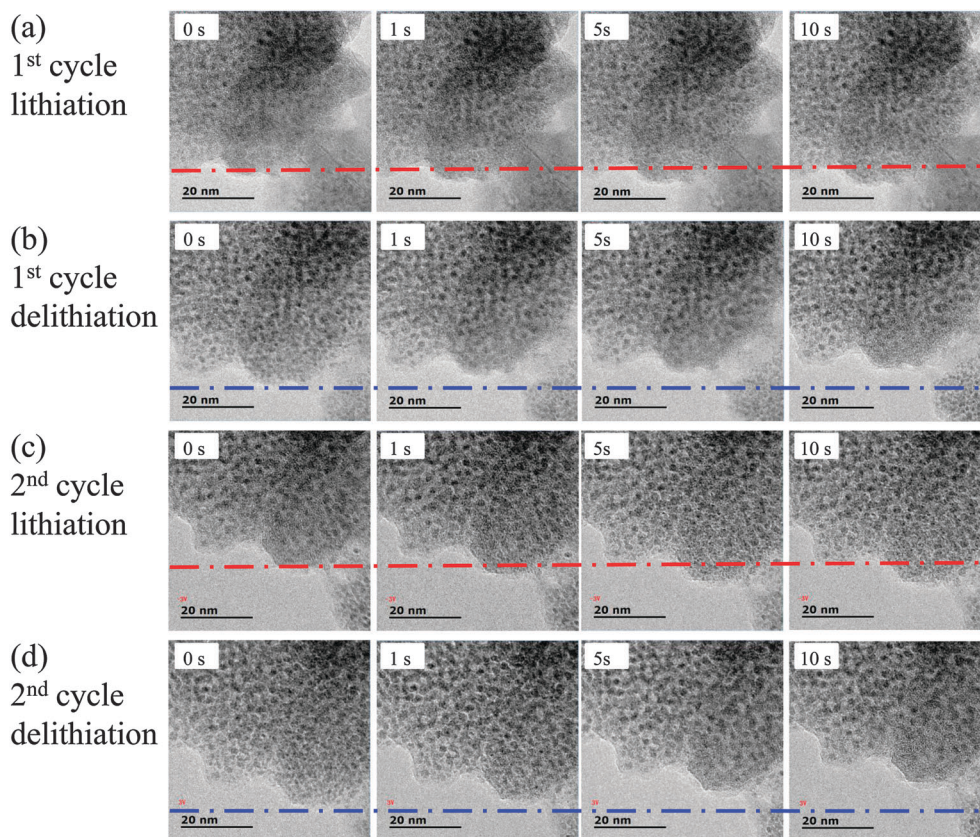 (a)
1st cycle
lithiation
0 s
1 s
5s
10 s
20 nm
20 nm
20 nm
20 nm
(b)
1st cycle
delithiation
0 s
1 s
5s
10 s
20 nm
20 nm
20 nm
20 nm
(c)
2nd cycle
lithiation
0 s
1 s
5s
10 s
-3V
-3V
-3V
-3V
20 nm
20 nm
20 nm
20 nm
(d)
2nd cycle
delithiation
0 s
1 s
5s
10 s
3V
3V
3V
3V
20 nm
20 nm
20 nm
20 nm